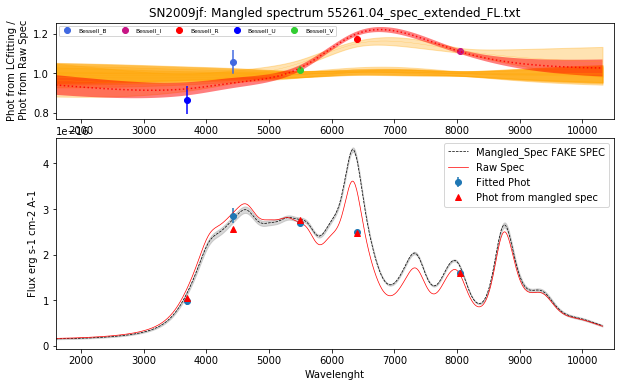 SN2009jf: Mangled spectrum 55261.04_spec_extended_FL.txt
Phot from LCfitting /
Phot from Raw Spec
1.2
1.0
0.8
Bessell_B
Bessell_I
Bessell_R
Bessell_U
Bessell_V
2000 3000 4000 5000 6000 7000 8000 9000 10000
Flux erg s-1 cm-2 A-1
4
3
2
1
0
Mangled_Spec FAKE SPEC
Raw Spec
Fitted Phot
Phot from mangled spec
2000 3000 4000 5000 6000 7000 8000 9000 10000
Wavelenght